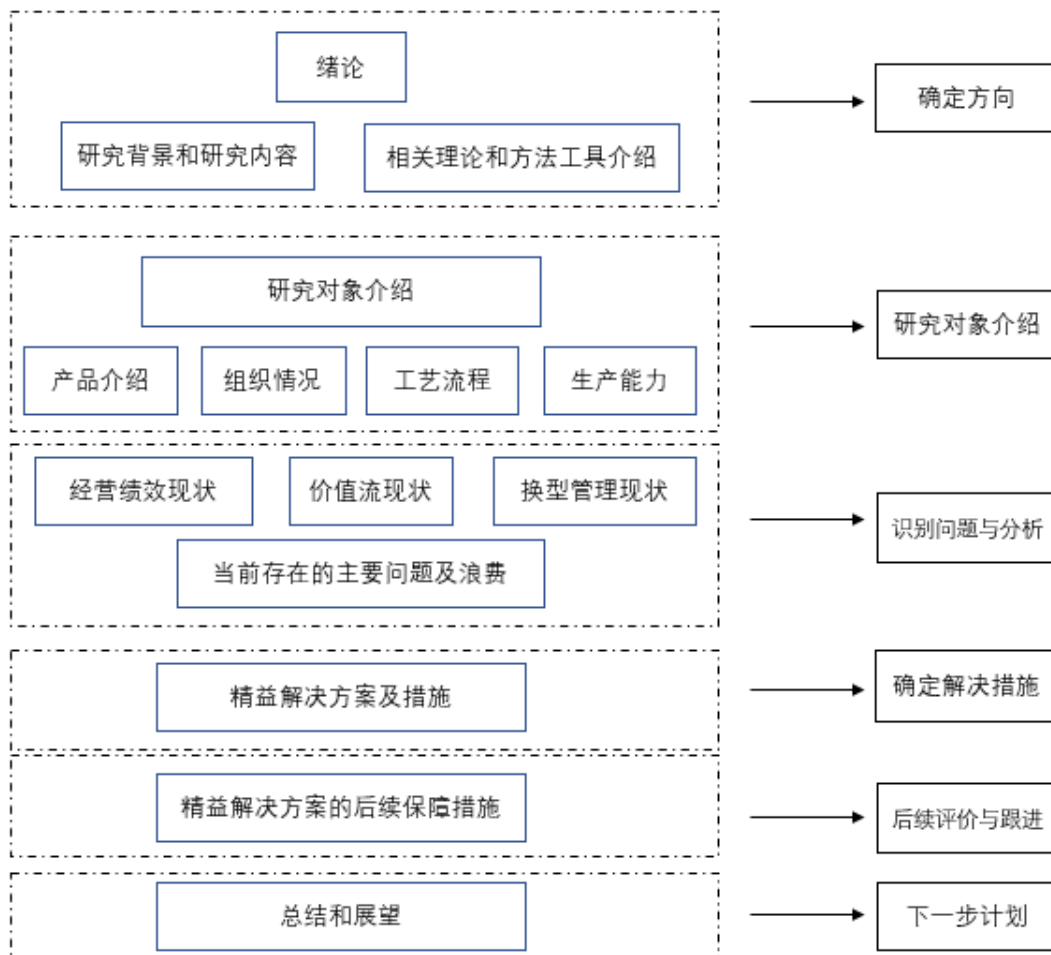 绪论
确定方向
研究背景和研究内容
相关理论和方法工具介绍
研究对象介绍
研究对象介绍
产品介绍
组织情况
工艺流程
生产能力
经营绩效现状
价值流现状
换型管理现状
识别问题与分析
当前存在的主要问题及浪费
精益解决方案及措施
确定解决措施
精益解决方案的后续保障措施
后续评价与跟进
总结和展望
下一步计划